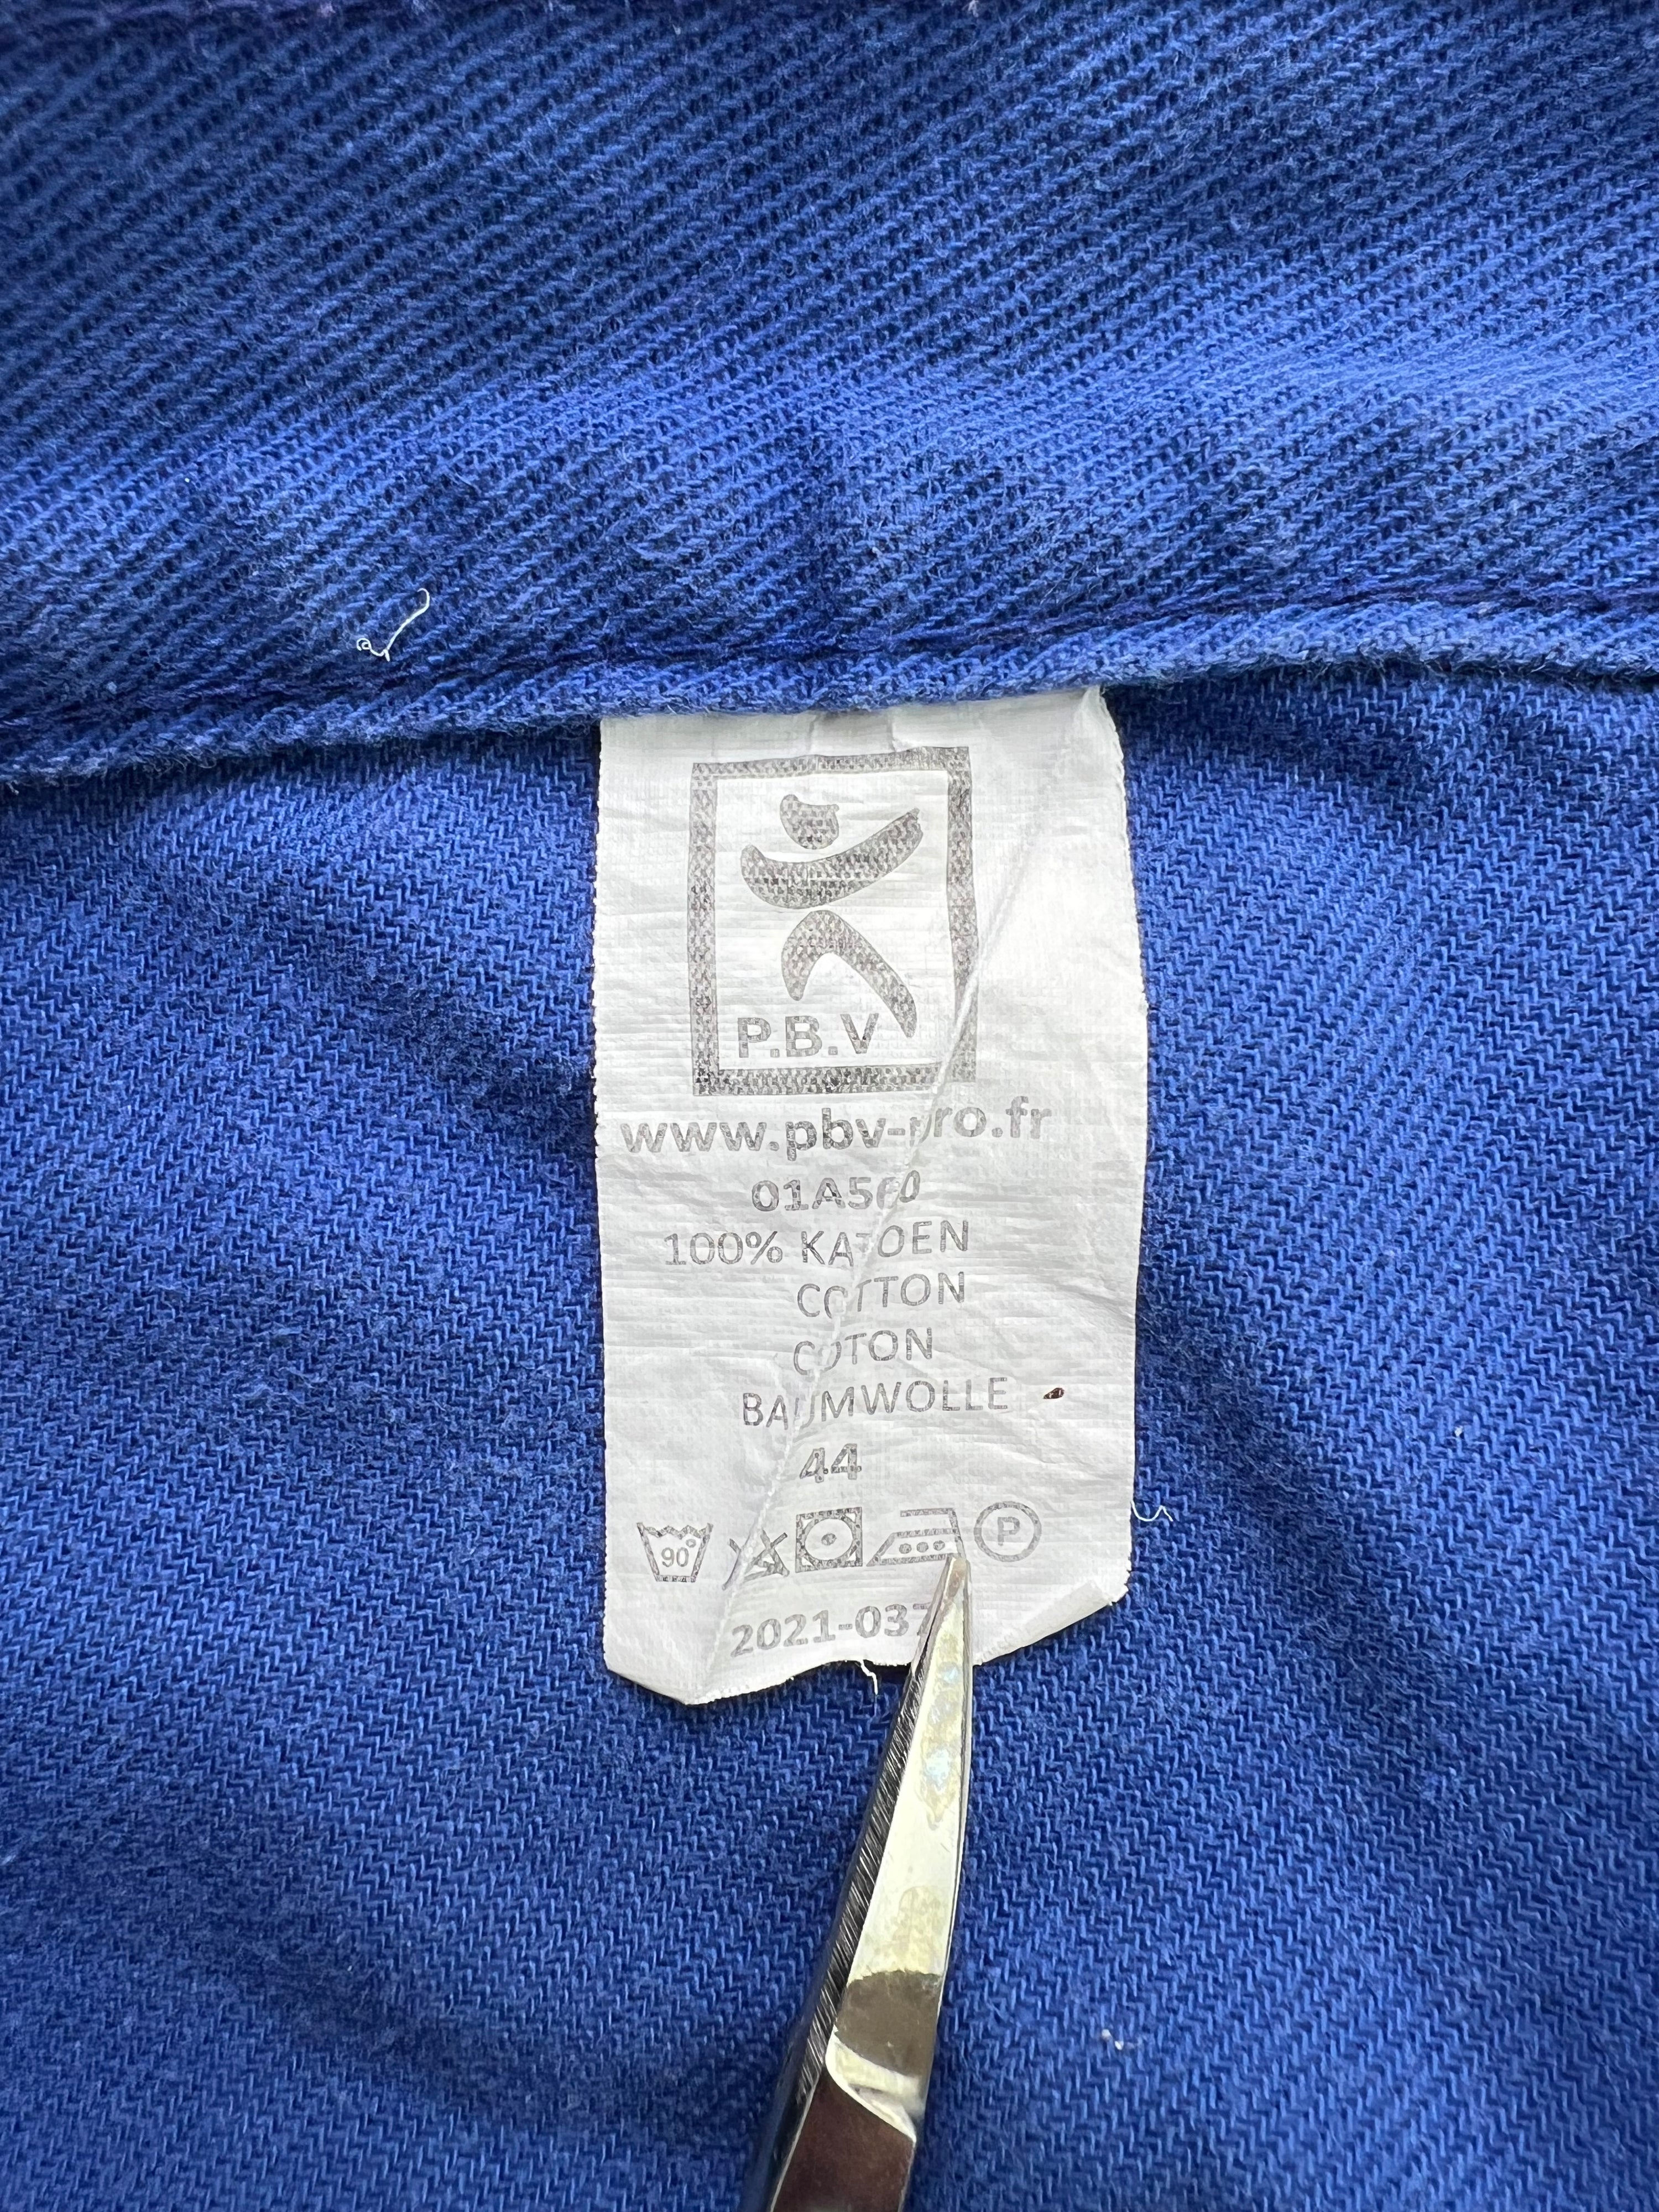 P.B.V
www.pbv-pro.fr
01A560
100% KATOEN
COTTON
COTON
BAUMWOLLE
44
90° P
2021-037